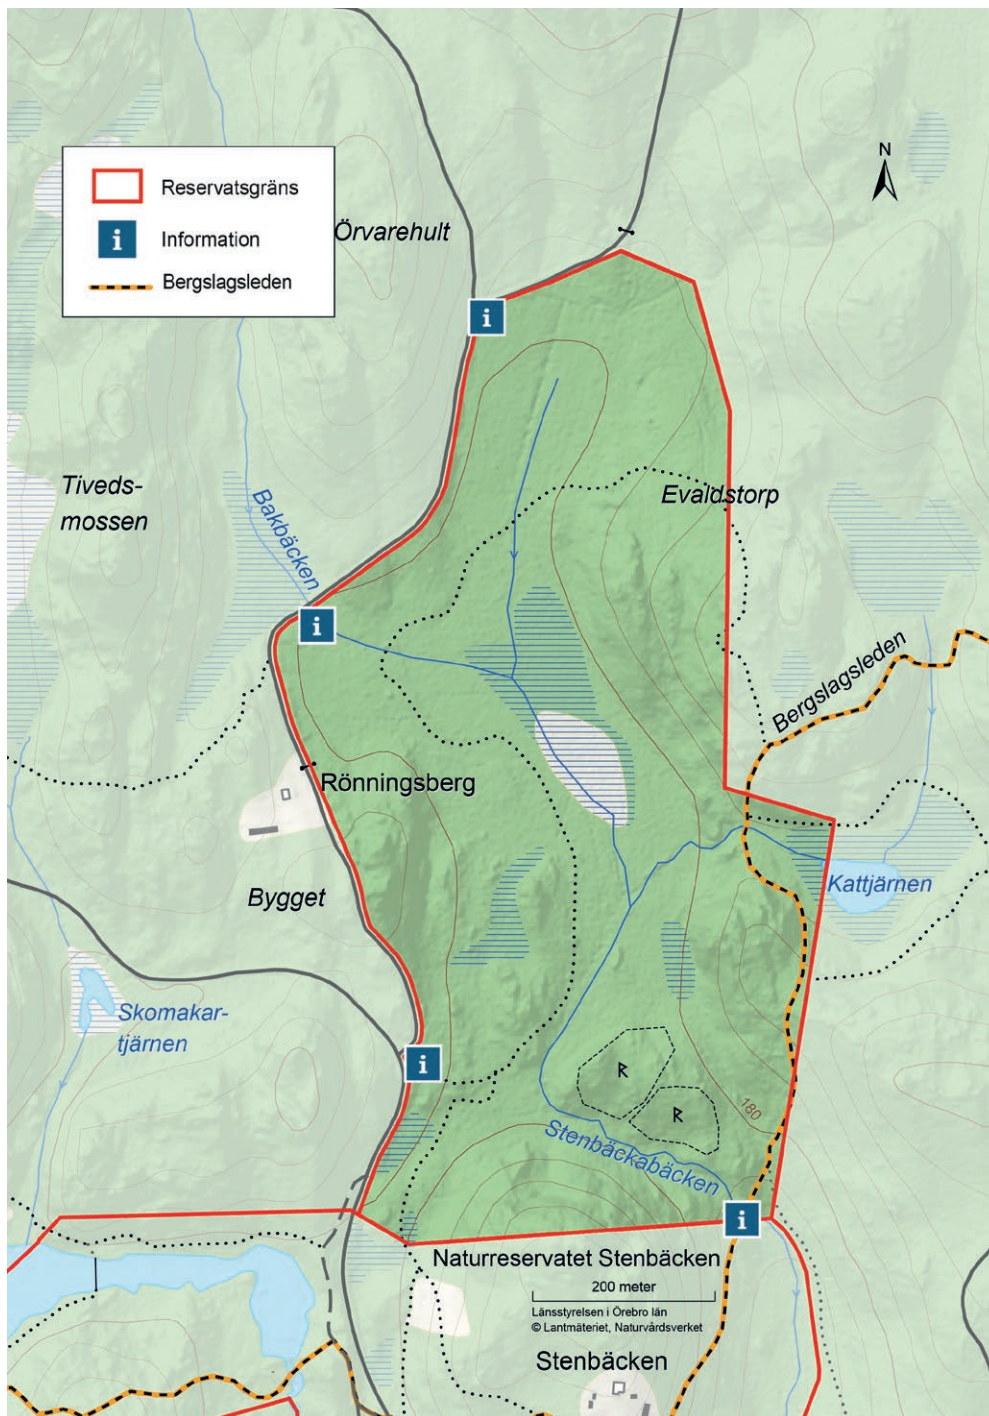 N
Reservatsgräns
i Information
Bergslagsleden
Örvarehult
i
Tiveds-
mossen
Evaldstorp
Bakbäcken
i
Bergslagsleden
Rönningsberg
Kattjärnen
Bygget
Skomakar-
tjärnen
i
R
R
180
Stenbäckabäcken
i
Naturreservatet Stenbäcken
200 meter
Länsstyrelsen i Örebro län
© Lantmäteriet, Naturvårdsverket
Stenbäcken